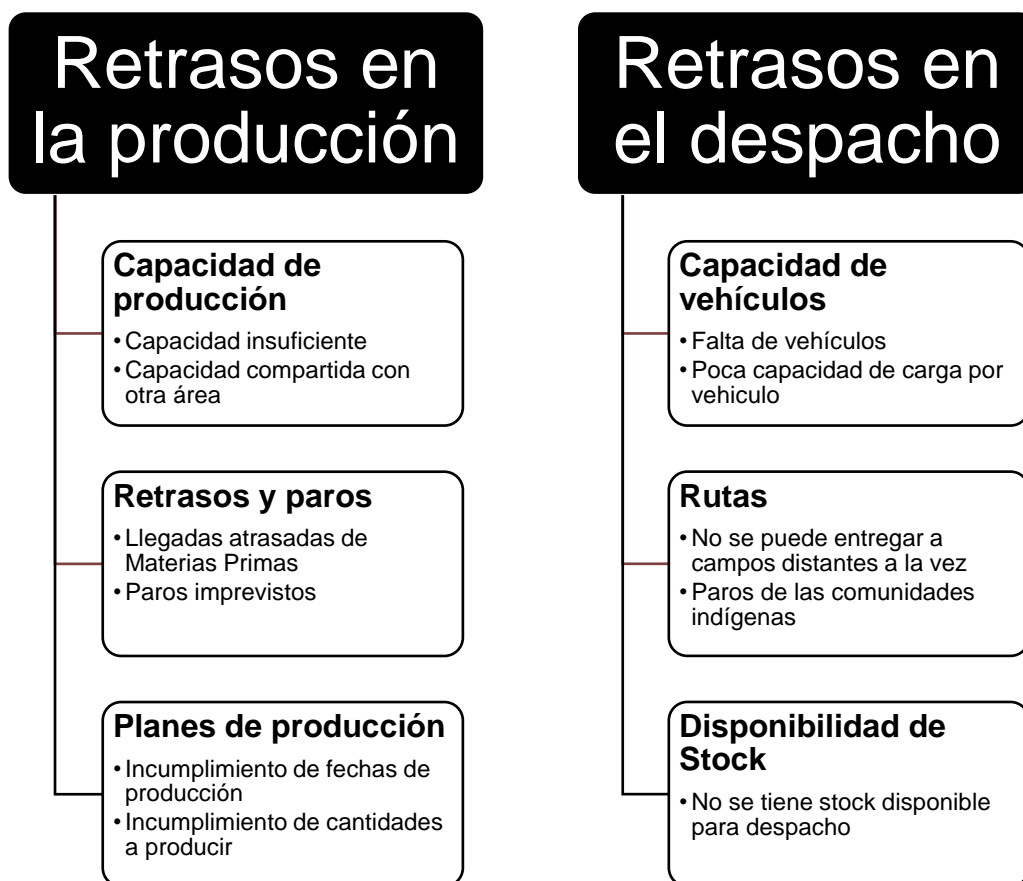 Retrasos en
la producción
Capacidad de
producción
• Capacidad insuficiente
• Capacidad compartida con
otra área
Retrasos y paros
• Llegadas atrasadas de
Materias Primas
• Paros imprevistos
Planes de producción
• Incumplimiento de fechas de
producción
• Incumplimiento de cantidades
a producir
Retrasos en
el despacho
Capacidad de
vehículos
• Falta de vehículos
• Poca capacidad de carga por
vehiculo
Rutas
• No se puede entregar a
campos distantes a la vez
• Paros de las comunidades
indígenas
Disponibilidad de
Stock
• No se tiene stock disponible
para despacho